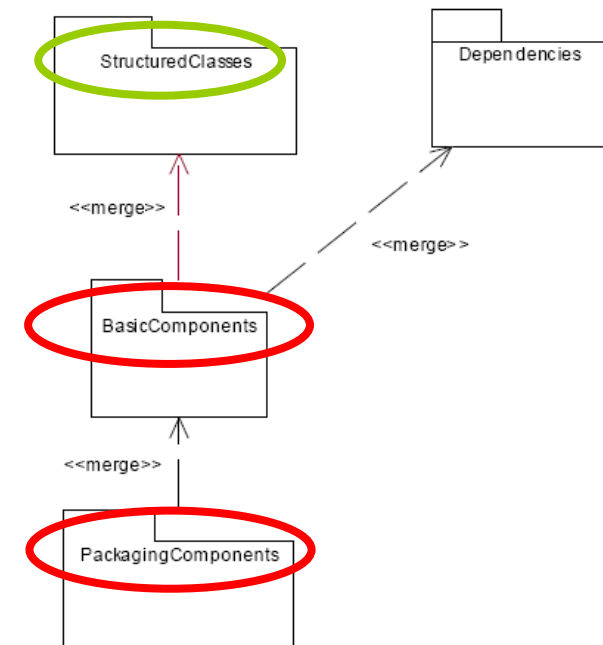 StructuredClasses
Dependencies
<<merge>>
<<merge>>
BasicComponents
<<merge>>
PackagingComponents